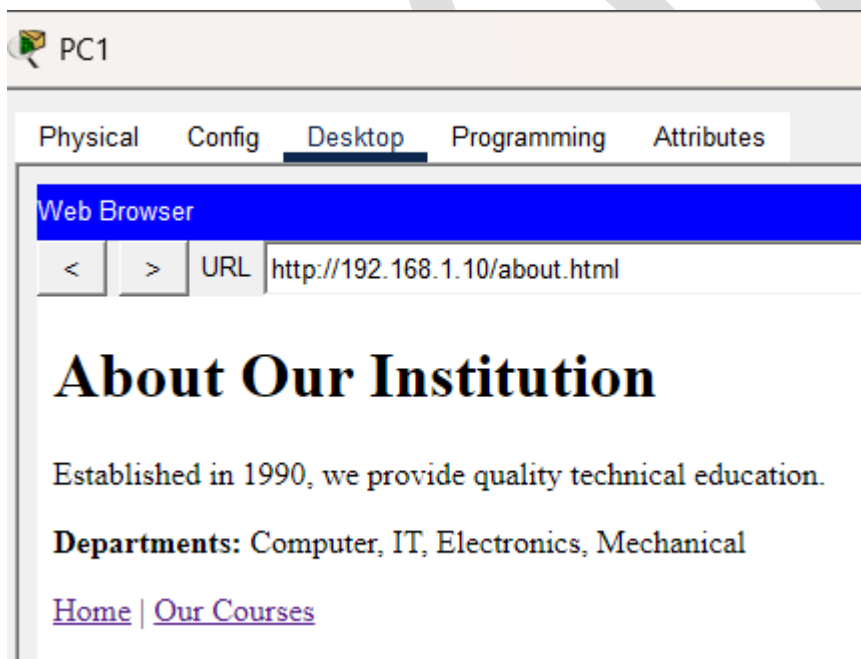 PC1
Physical Config Desktop Programming Attributes
Web Browser
< > URL http://192.168.1.10/about.html
About Our Institution
Established in 1990, we provide quality technical education.
Departments: Computer, IT, Electronics, Mechanical
Home | Our Courses